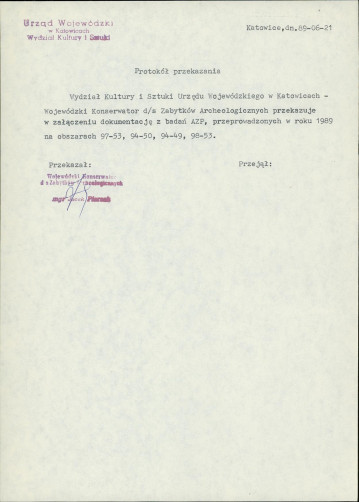 Urząd Wojewódzki
w Katowicach
Wydział Kultury i Sztuki
Katowice,dn.89-06-21
Protokół przekazania
Wydział Kultury i Sztuki Urzędu Wojewódzkiego w Katowicach -
Wojewódzki Konserwator d/s Zabytków Archeologicznych przekazuje
w załączeniu dokumentację z badań AZP, przeprowadzonych w roku 1989
na obszarach 97-53, 94-50, 94-49, 98-53.
Przekazał:
Przejął:
Wojewódzki Konserwator
d s Zabytków Archeologicznych
mgr Jacek Pierzak